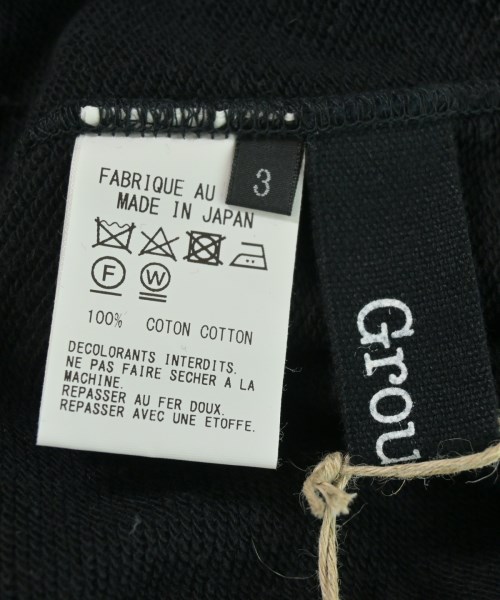 FABRIQUE AU
MADE IN JAPAN
3
F W
100% COTON COTTON
DECOLORANTS INTERDITS.
NE PAS FAIRE SECHER A LA
MACHINE.
REPASSER AU FER DOUX.
REPASSER AVEC UNE ETOFFE.
Grou